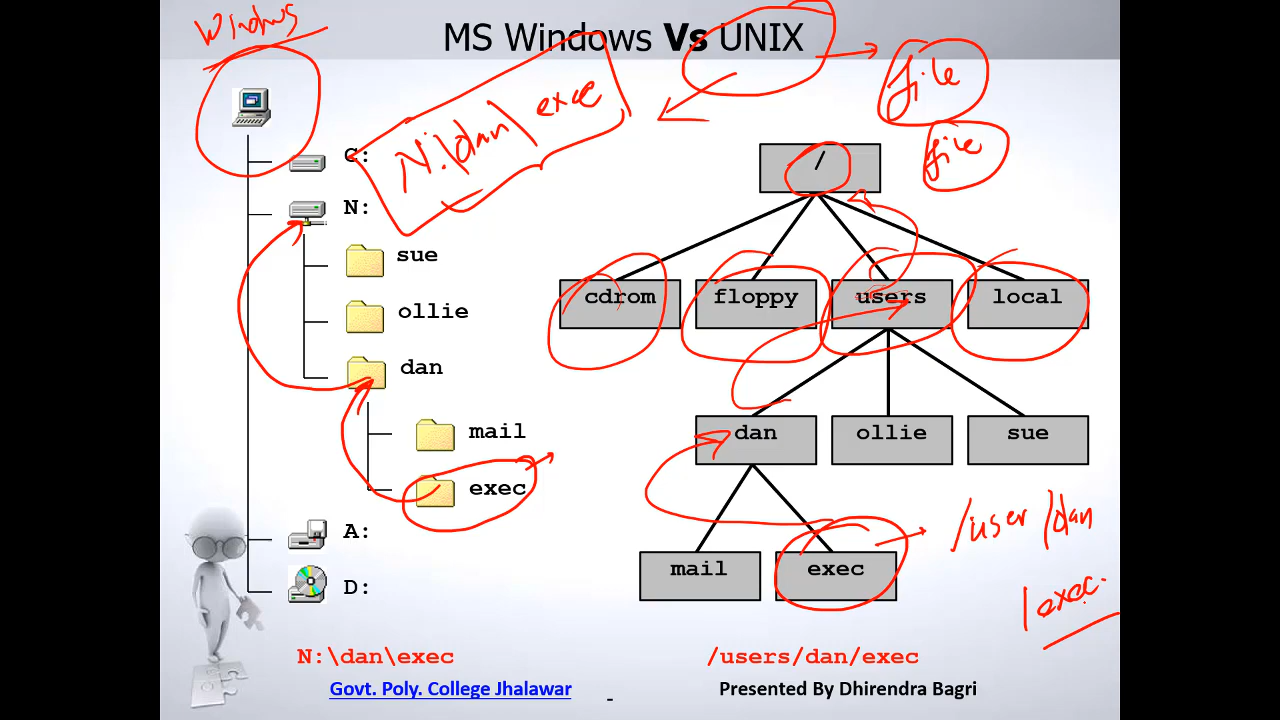 Windows
MS Windows Vs UNIX
file
file
N:\dan\exec
/
C:
N:
sue
ollie
dan
mail
exec
A:
D:
cdrom floppy users local
dan ollie sue
mail exec
/user/dan
/exec.
N:\dan\exec /users/dan/exec
Govt. Poly. College Jhalawar - Presented By Dhirendra Bagri